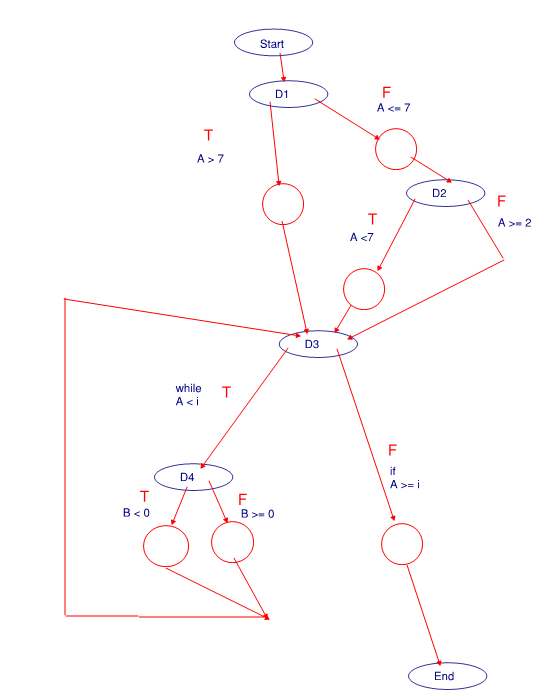 Start
D1
F
A <= 7
T
A > 7
D2
F
A >= 2
T
A <7
D3
while
A < i
T
F
if
A >= i
D4
T
B < 0
F
B >= 0
End